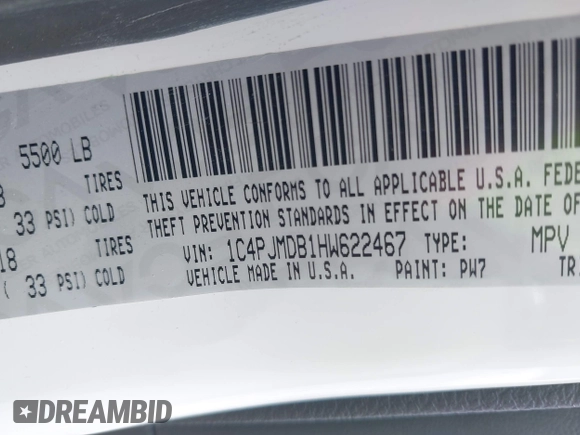 5500 LB
TIRES
33 PSI) COLD
18 TIRES
( 33 PSI) COLD
THIS VEHICLE CONFORMS TO ALL APPLICABLE U.S.A.
THEFT PREVENTION STANDARDS IN EFFECT ON THE DATE OF
VIN: 1C4PJMDB1HW622467 TYPE: MPV
VEHICLE MADE IN U.S.A. PAINT: PW7
DREAMBID